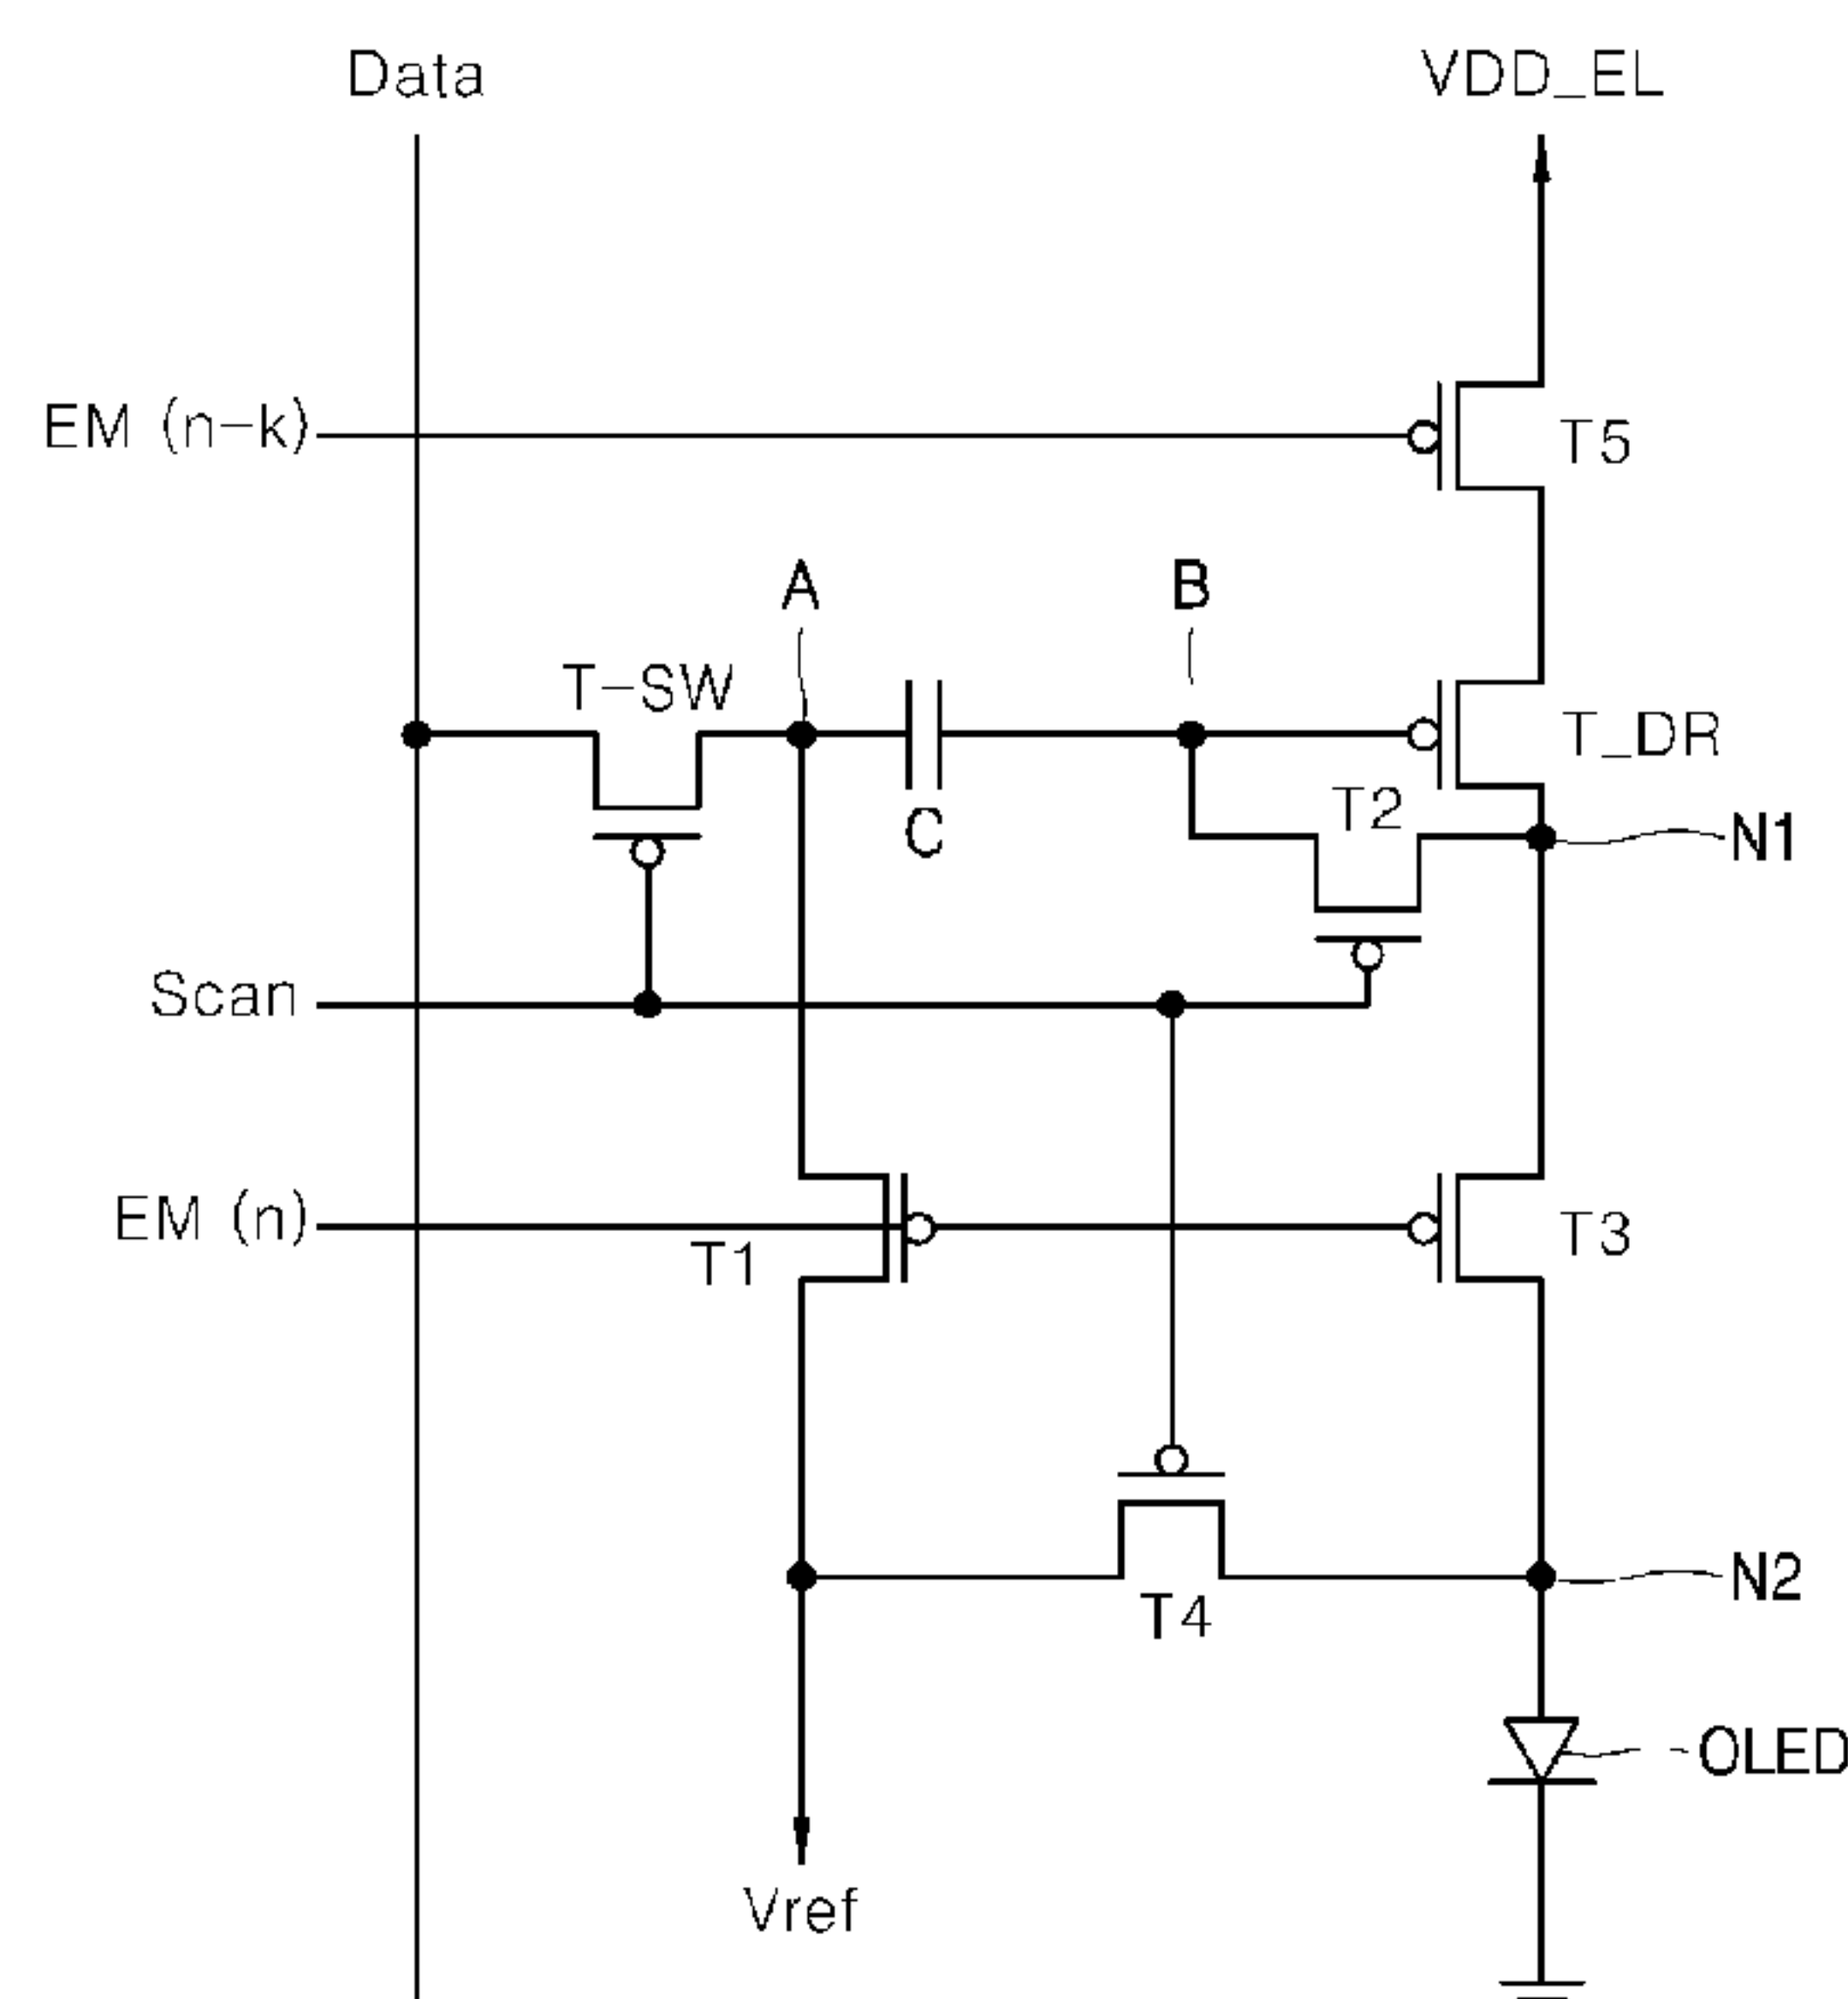 Data
VDD_EL
EM (n-k)
T5
A
B
T-SW
T_DR
C
T2
N1
Scan
EM (n)
T1
T3
T4
N2
OLED
Vref